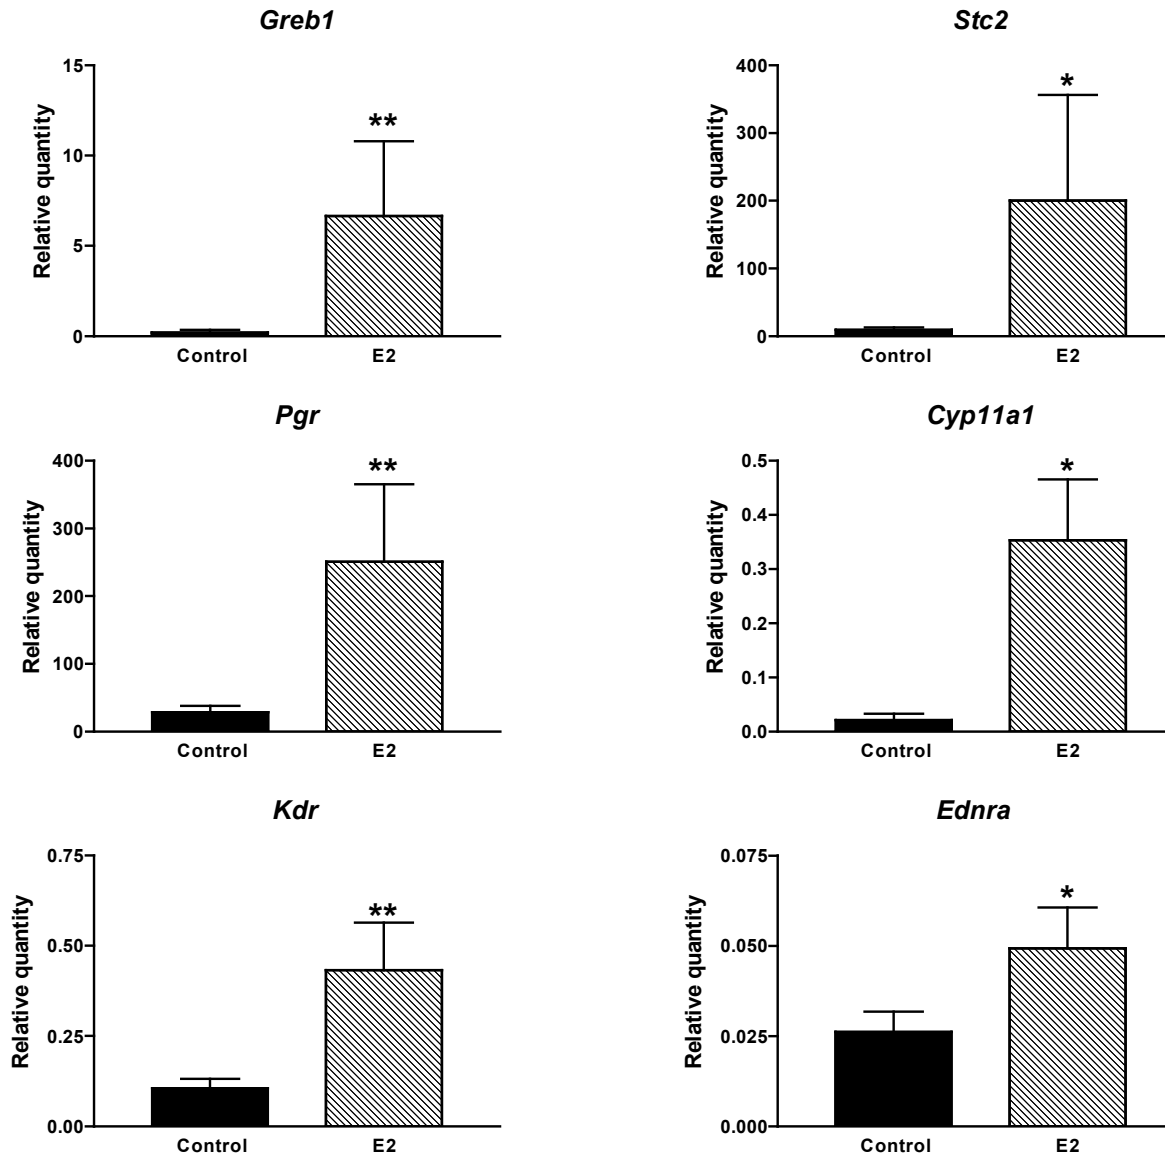 Greb1
Relative quantity
15
10
5
0
**
Control E2
Stc2
Relative quantity
400
300
200
100
0
*
Control E2
Pgr
Relative quantity
400
300
200
100
0
**
Control E2
Cyp11a1
Relative quantity
0.5
0.4
0.3
0.2
0.1
0.0
*
Control E2
Kdr
Relative quantity
0.75
0.50
0.25
0.00
**
Control E2
Ednra
Relative quantity
0.075
0.050
0.025
0.000
*
Control E2